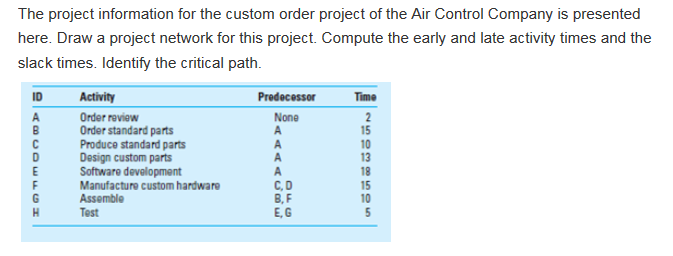 The project information for the custom order project of the Air Control Company is presented
here. Draw a project network for this project. Compute the early and late activity times and the
slack times. Identify the critical path.
ID Activity Predecessor Time
A Order review None 2
B Order standard parts A 15
C Produce standard parts A 10
D Design custom parts A 13
E Software development A 18
F Manufacture custom hardware C, D 15
G Assemble B, F 10
H Test E, G 5